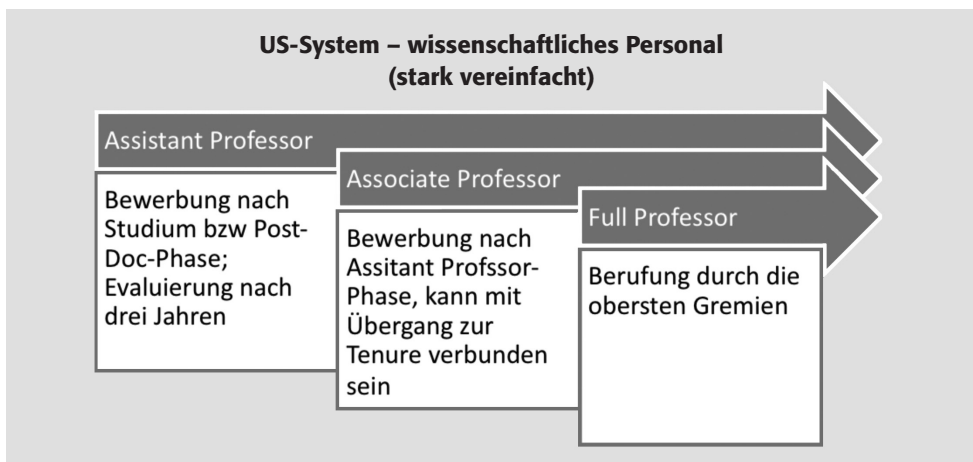 US-System – wissenschaftliches Personal
(stark vereinfacht)
Assistant Professor
Bewerbung nach
Studium bzw Post-
Doc-Phase;
Evaluierung nach
drei Jahren
Associate Professor
Bewerbung nach
Assitant Profssor-
Phase, kann mit
Übergang zur
Tenure verbunden
sein
Full Professor
Berufung durch die
obersten Gremien